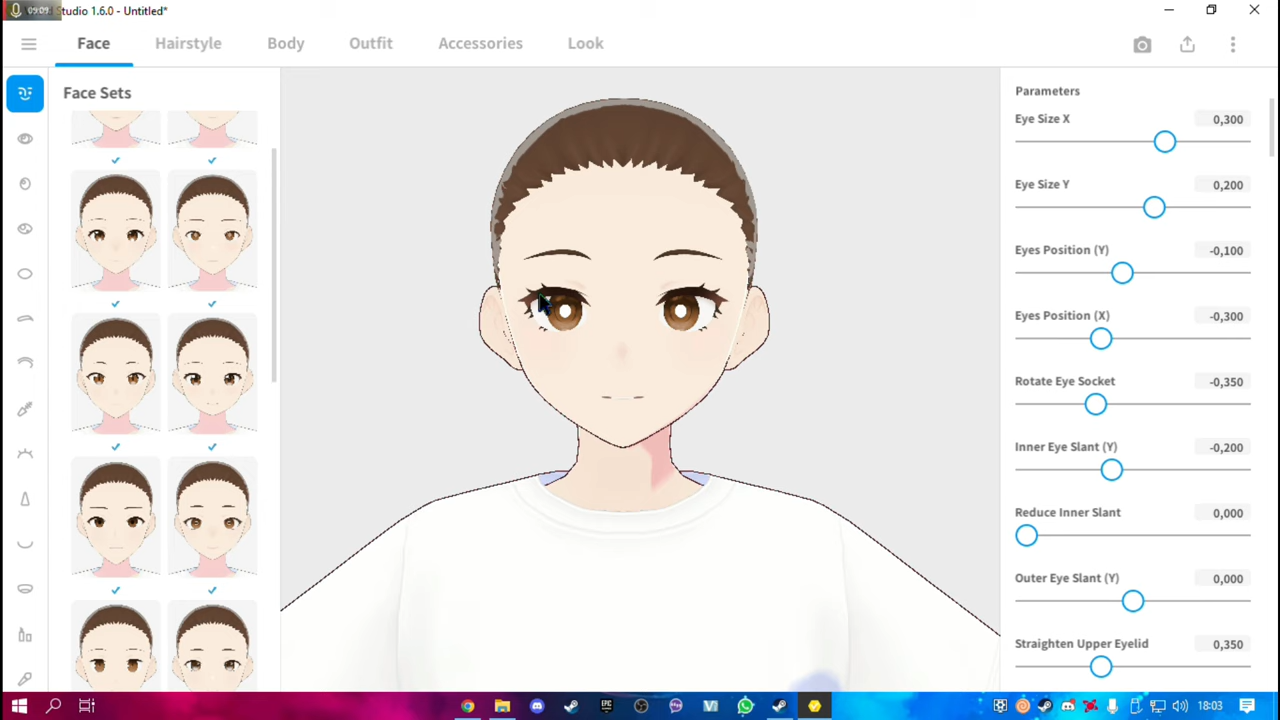 09:09 Studio 1.6.0 - Untitled*
Face Hairstyle Body Outfit Accessories Look
Face Sets
Parameters
Eye Size X 0,300
Eye Size Y 0,200
Eyes Position (Y) -0,100
Eyes Position (X) -0,300
Rotate Eye Socket -0,350
Inner Eye Slant (Y) -0,200
Reduce Inner Slant 0,000
Outer Eye Slant (Y) 0,000
Straighten Upper Eyelid 0,350
18:03